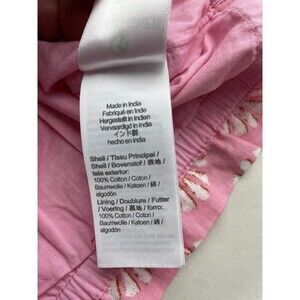 Made in India
Fabriqué en Inde
Hergestellt in Indien
Vervaardigd in India
インド製
hecho en India
Shell / Tissu Principal /
Shell / Bovenstof / 表地 /
tela exterior:
100% Cotton / Coton /
Baumwolle / Katoen / 綿 /
algodón
Lining / Doublure / Futter
/ Voering / 裏地 / forro:
100% Cotton / Coton /
Baumwolle / Katoen / 綿 /
algodón